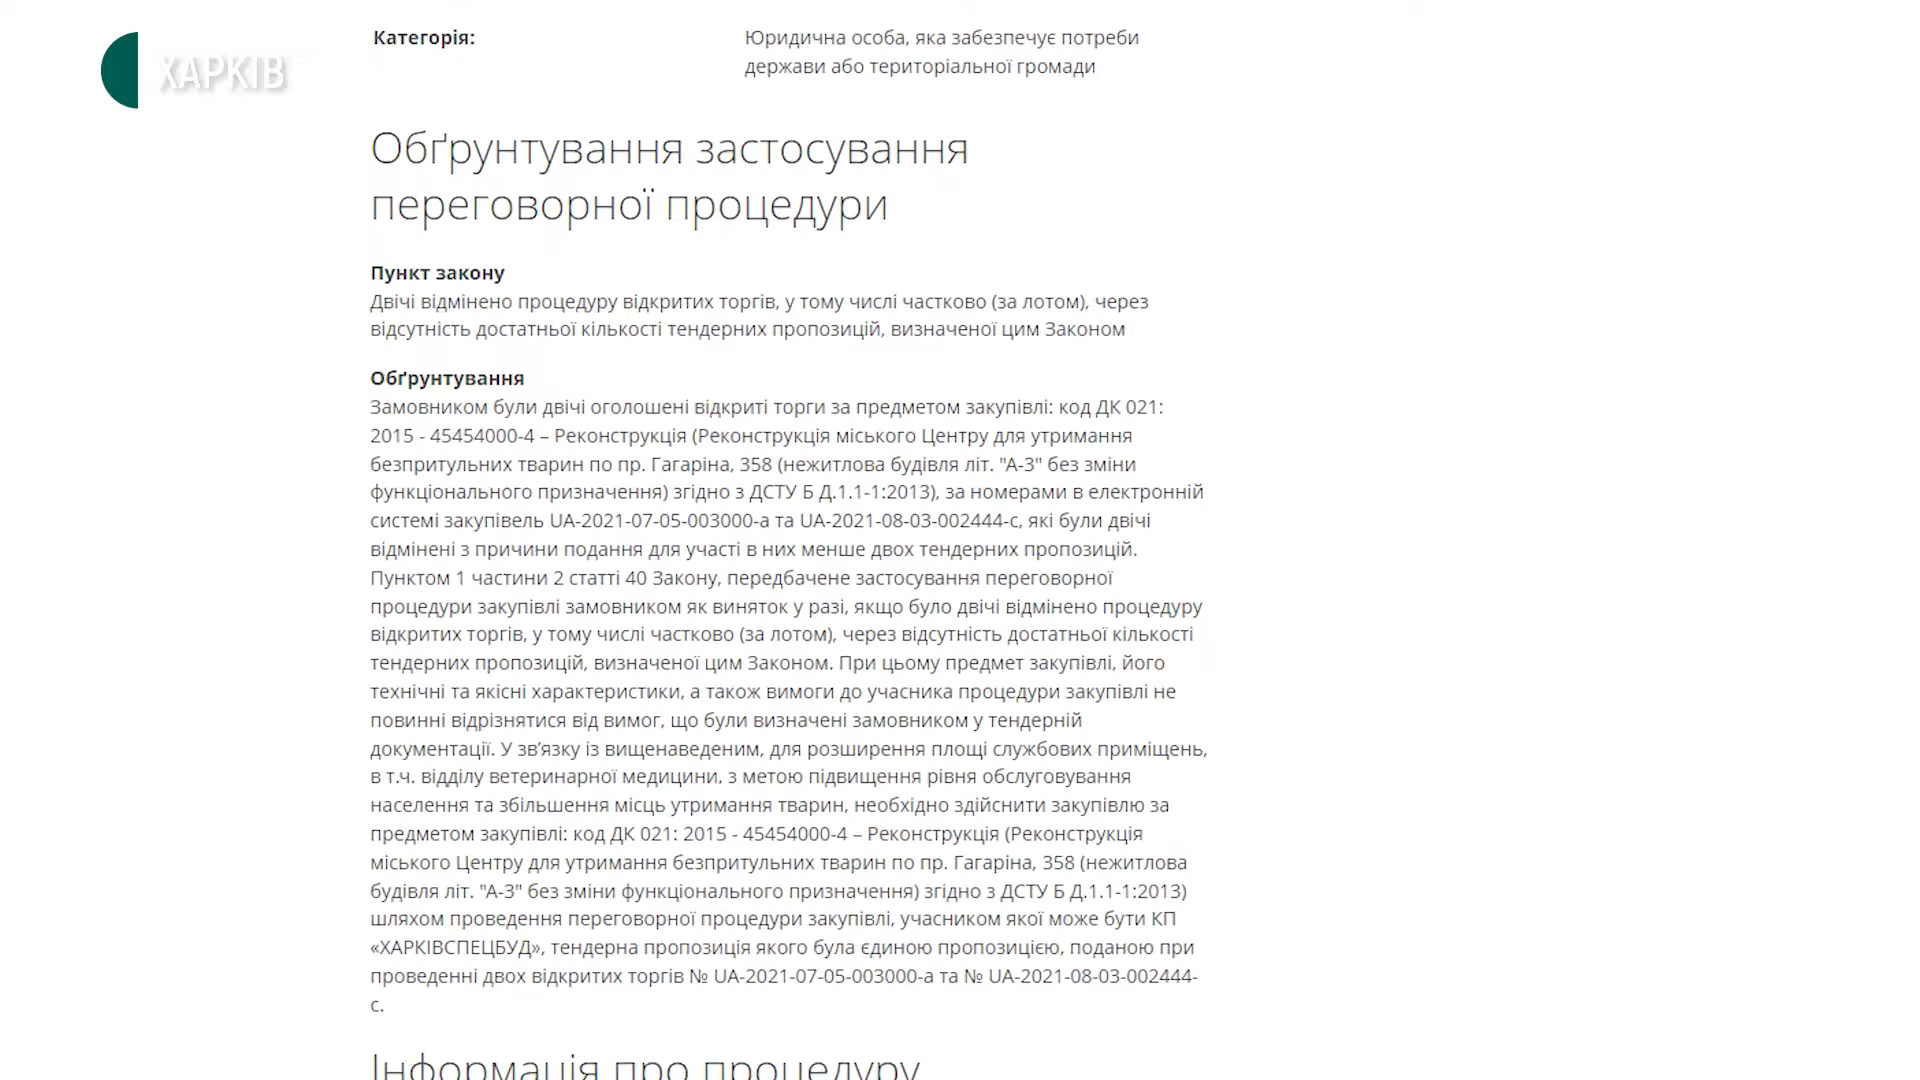 ХАРКІВ
Категорія:
Юридична особа, яка забезпечує потреби
держави або територіальної громади
Обґрунтування застосування
переговорної процедури
Пункт закону
Двічі відмінено процедуру відкритих торгів, у тому числі частково (за лотом), через
відсутність достатньої кількості тендерних пропозицій, визначеної цим Законом
Обґрунтування
Замовником були двічі оголошені відкриті торги за предметом закупівлі: код ДК 021:
2015 - 45454000-4 – Реконструкція (Реконструкція міського Центру для утримання
безпритульних тварин по пр. Гагаріна, 358 (нежитлова будівля літ. "А-3" без зміни
функціонального призначення) згідно з ДСТУ Б Д.1.1-1:2013), за номерами в електронній
системі закупівель UA-2021-07-05-003000-a та UA-2021-08-03-002444-c, які були двічі
відмінені з причини подання для участі в них менше двох тендерних пропозицій.
Пунктом 1 частини 2 статті 40 Закону, передбачене застосування переговорної
процедури закупівлі замовником як виняток у разі, якщо було двічі відмінено процедуру
відкритих торгів, у тому числі частково (за лотом), через відсутність достатньої кількості
тендерних пропозицій, визначеної цим Законом. При цьому предмет закупівлі, його
технічні та якісні характеристики, а також вимоги до учасника процедури закупівлі не
повинні відрізнятися від вимог, що були визначені замовником у тендерній
документації. У зв’язку із вищенаведеним, для розширення площі службових приміщень,
в т.ч. відділу ветеринарної медицини, з метою підвищення рівня обслуговування
населення та збільшення місць утримання тварин, необхідно здійснити закупівлю за
предметом закупівлі: код ДК 021: 2015 - 45454000-4 – Реконструкція (Реконструкція
міського Центру для утримання безпритульних тварин по пр. Гагаріна, 358 (нежитлова
будівля літ. "А-3" без зміни функціонального призначення) згідно з ДСТУ Б Д.1.1-1:2013)
шляхом проведення переговорної процедури закупівлі, учасником якої може бути КП
«ХАРКІВСПЕЦБУД», тендерна пропозиція якого була єдиною пропозицією, поданою при
проведенні двох відкритих торгів № UA-2021-07-05-003000-a та № UA-2021-08-03-002444-
c.
Інформація про процедуру